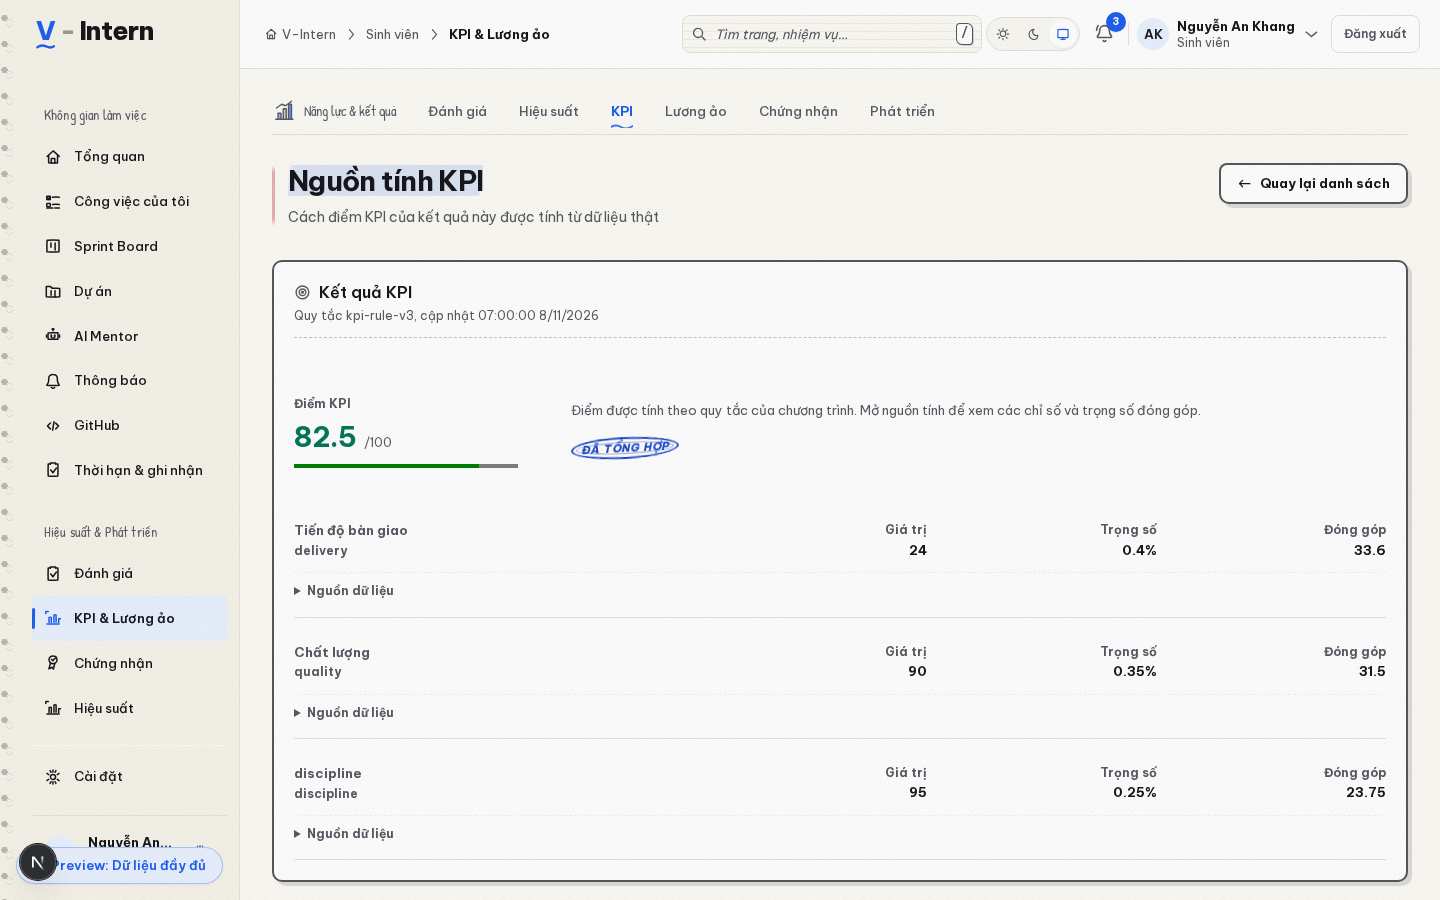 V - Intern
V-Intern > Sinh viên > KPI & Lương ảo
Tìm trang, nhiệm vụ...
/
3
AK
Nguyễn An Khang
Sinh viên
Đăng xuất
Không gian làm việc
Tổng quan
Công việc của tôi
Sprint Board
Dự án
AI Mentor
Thông báo
GitHub
Thời hạn & ghi nhận
Hiệu suất & Phát triển
Đánh giá
KPI & Lương ảo
Chứng nhận
Hiệu suất
Cài đặt
Nguyễn An...
Preview: Dữ liệu đầy đủ
N
Năng lực & kết quả
Đánh giá
Hiệu suất
KPI
Lương ảo
Chứng nhận
Phát triển
Nguồn tính KPI
Cách điểm KPI của kết quả này được tính từ dữ liệu thật
← Quay lại danh sách
Kết quả KPI
Quy tắc kpi-rule-v3, cập nhật 07:00:00 8/11/2026
Điểm KPI
82.5 /100
Điểm được tính theo quy tắc của chương trình. Mở nguồn tính để xem các chỉ số và trọng số đóng góp.
ĐÃ TỔNG HỢP
Tiến độ bàn giao Giá trị Trọng số Đóng góp
delivery 24 0.4% 33.6
Nguồn dữ liệu
Chất lượng Giá trị Trọng số Đóng góp
quality 90 0.35% 31.5
Nguồn dữ liệu
discipline Giá trị Trọng số Đóng góp
discipline 95 0.25% 23.75
Nguồn dữ liệu